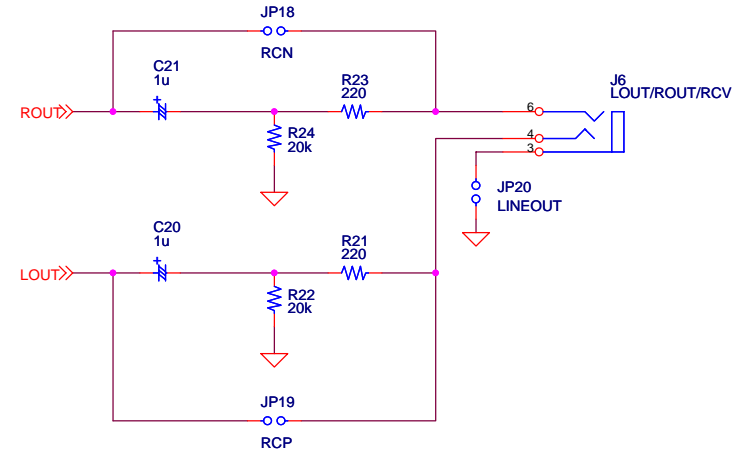 JP18
RCN
C21
1u
R23
220
J6
LOUT/ROUT/RCV
ROUT
6
R24
20k
4
3
JP20
LINEOUT
C20
1u
R21
220
LOUT
R22
20k
JP19
RCP